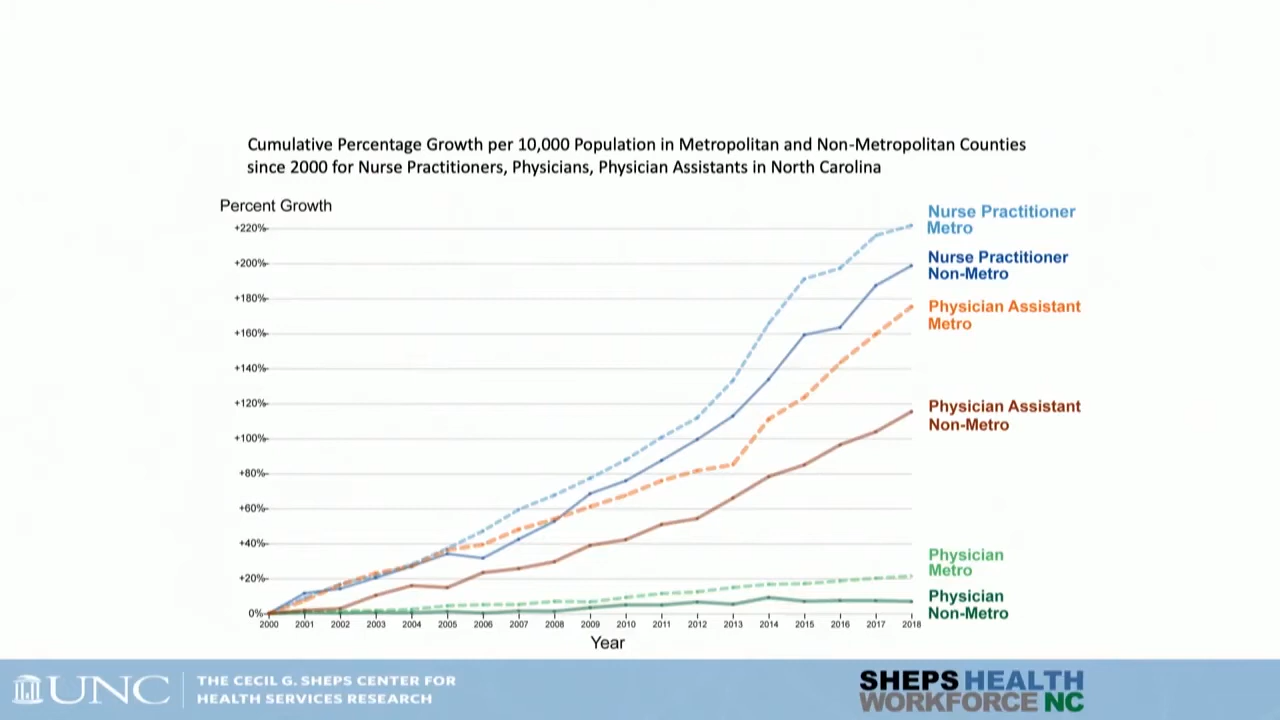 Cumulative Percentage Growth per 10,000 Population in Metropolitan and Non-Metropolitan Counties
since 2000 for Nurse Practitioners, Physicians, Physician Assistants in North Carolina
Percent Growth
+220%
+200%
+180%
+160%
+140%
+120%
+100%
+80%
+60%
+40%
+20%
0%
Nurse Practitioner
Metro
Nurse Practitioner
Non-Metro
Physician Assistant
Metro
Physician Assistant
Non-Metro
Physician
Metro
Physician
Non-Metro
2000 2001 2002 2003 2004 2005 2006 2007 2008 2009 2010 2011 2012 2013 2014 2015 2016 2017 2018
Year
UNC
THE CECIL G. SHEPS CENTER FOR
HEALTH SERVICES RESEARCH
SHEPS HEALTH
WORKFORCE NC